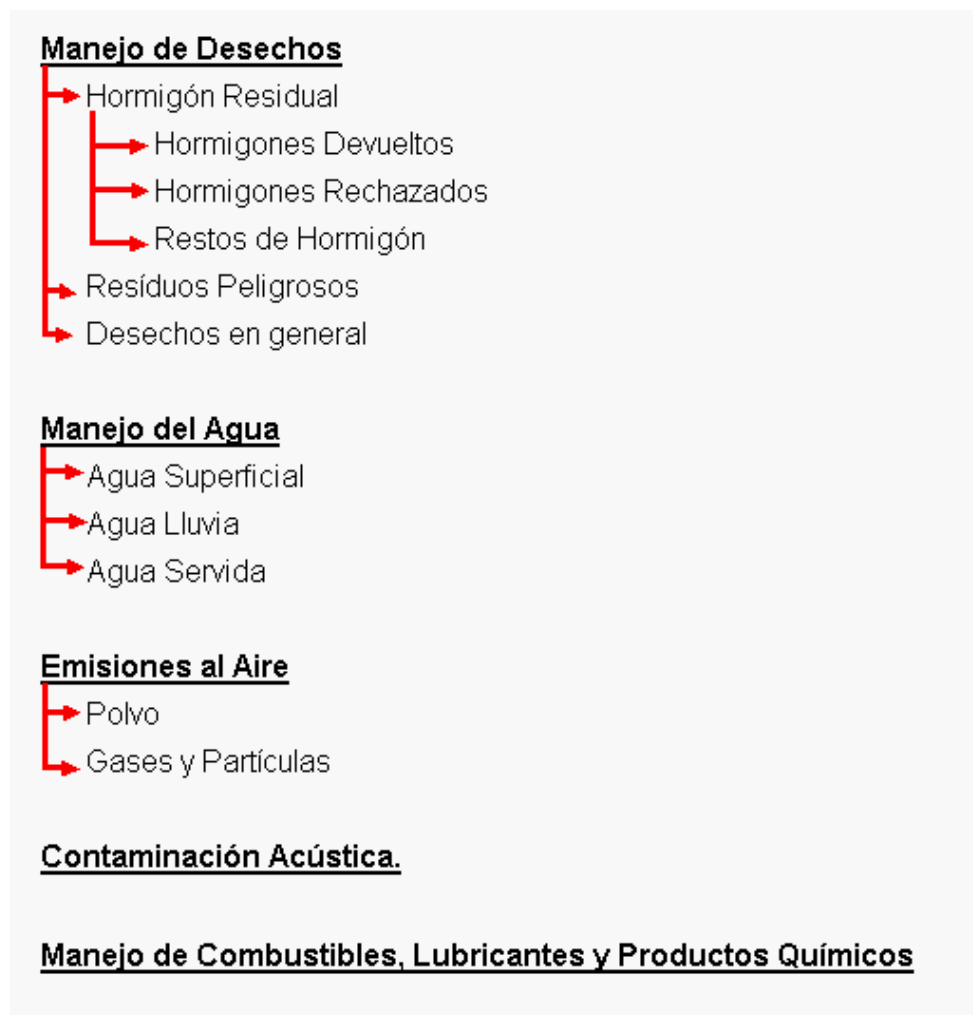 Manejo de Desechos
Hormigón Residual
Hormigones Devueltos
Hormigones Rechazados
Restos de Hormigón
Resíduos Peligrosos
Desechos en general
Manejo del Agua
Agua Superficial
Agua Lluvia
Agua Servida
Emisiones al Aire
Polvo
Gases y Partículas
Contaminación Acústica.
Manejo de Combustibles, Lubricantes y Productos Químicos